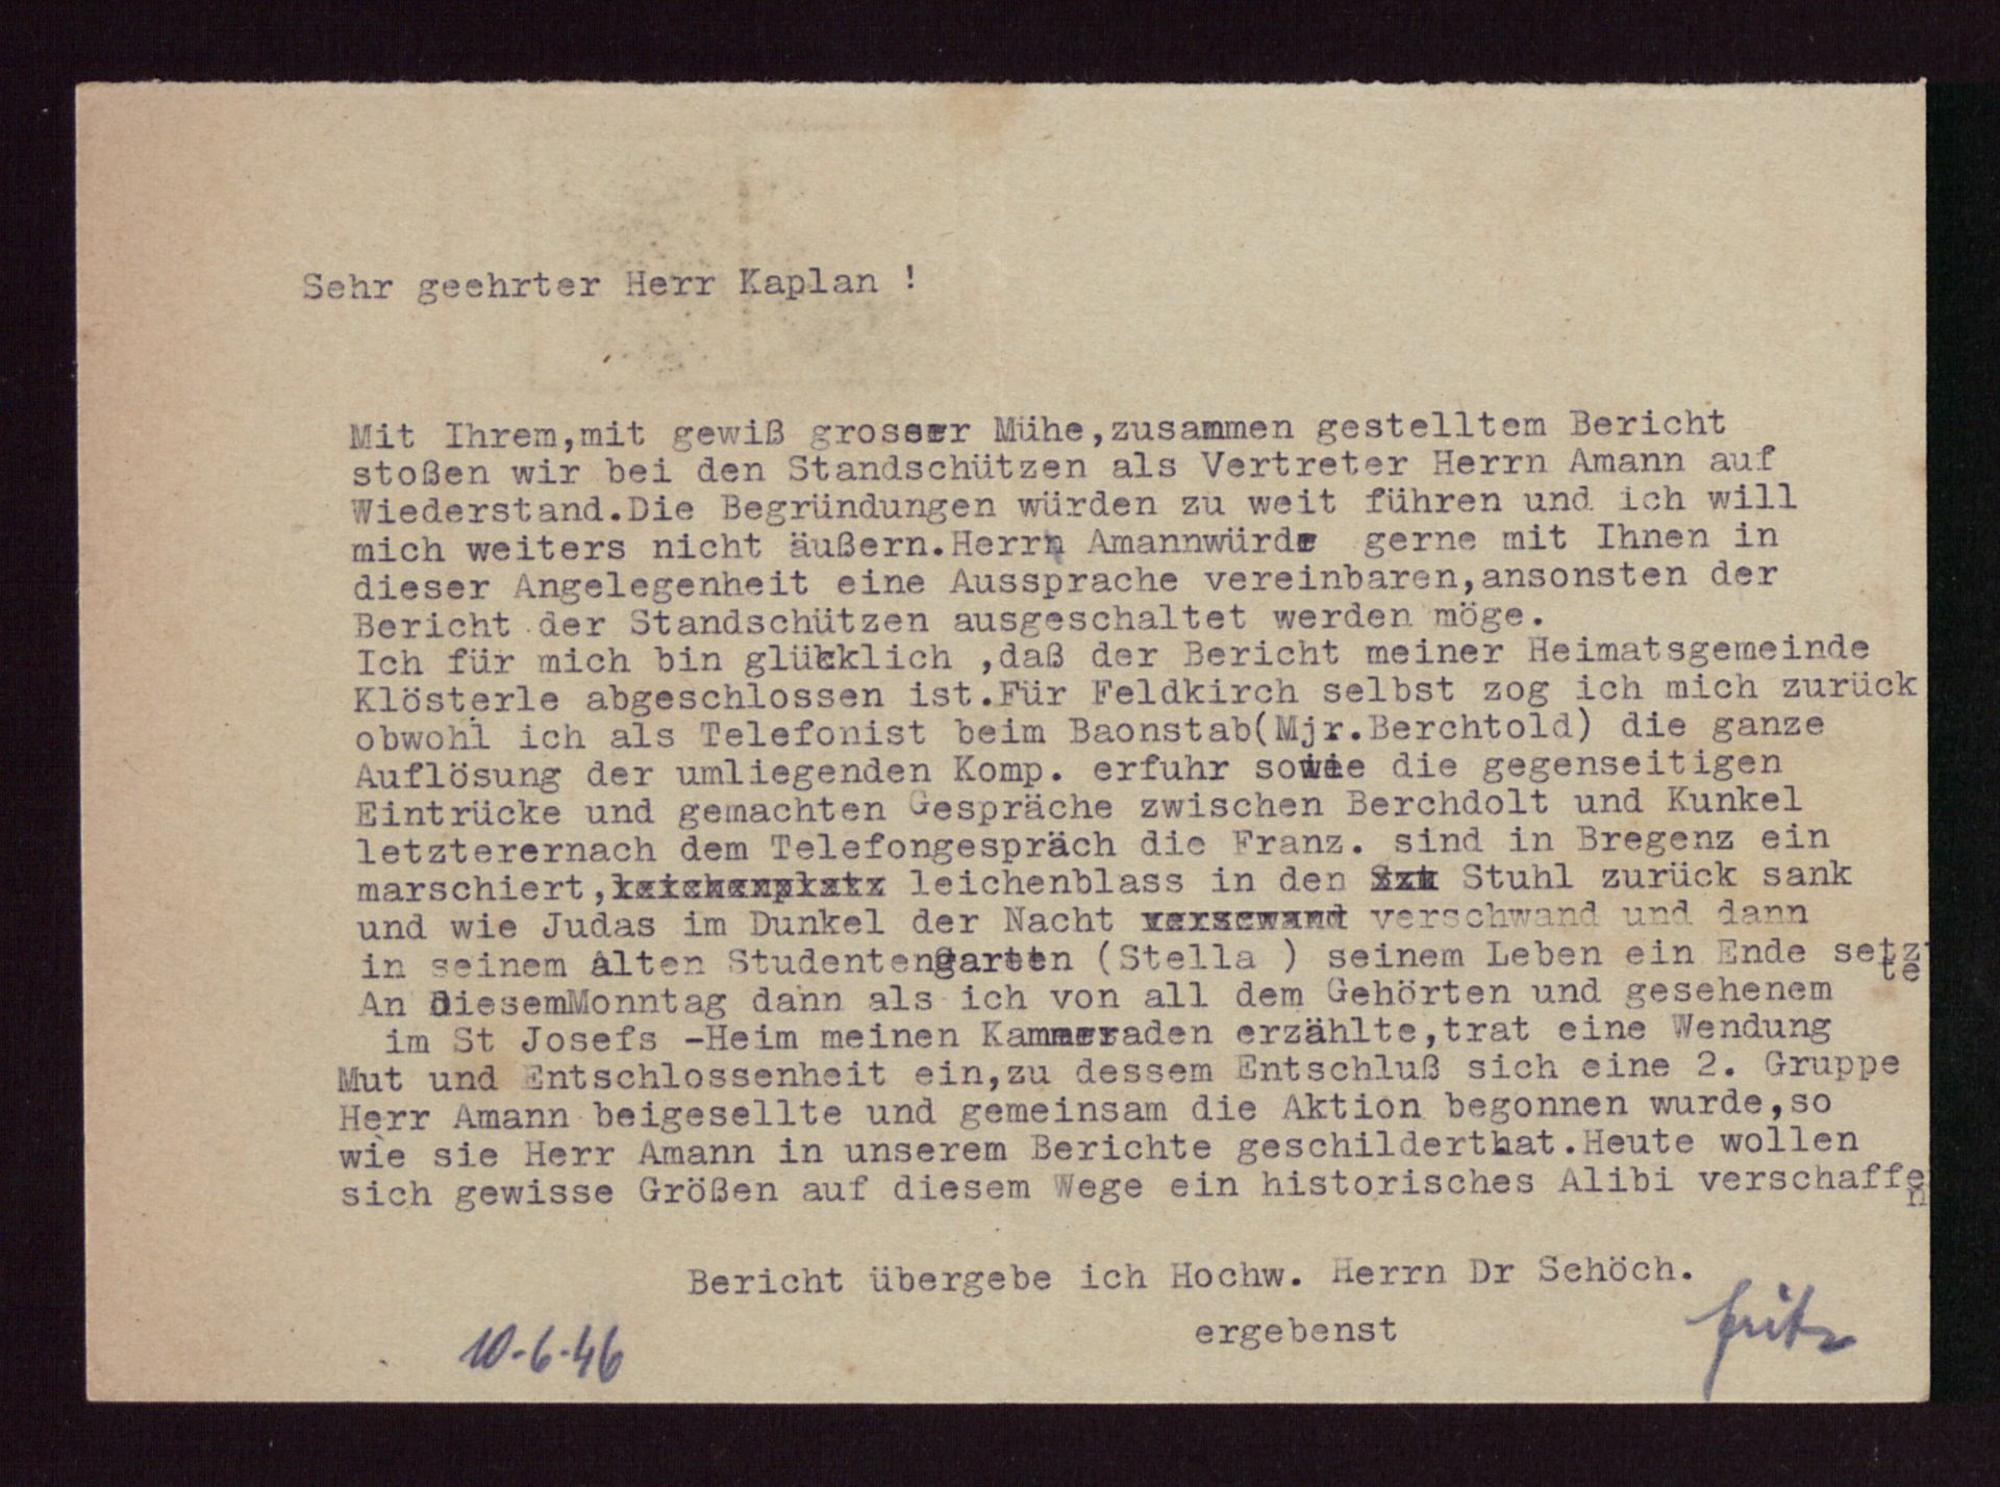 Sehr geehrter Herr Kaplan !
Mit Ihrem,mit gewiß grosser Mühe,zusammen gestelltem Bericht
stoßen wir bei den Standschützen als Vertreter Herrn Amann auf
Wiederstand.Die Begründungen würden zu weit führen und ich will
mich weiters nicht äußern.Herrn Amannwürde gerne mit Ihnen in
dieser Angelegenheit eine Aussprache vereinbaren,ansonsten der
Bericht der Standschützen ausgeschaltet werden möge.
Ich für mich bin glücklich ,daß der Bericht meiner Heimatsgemeinde
Klösterle abgeschlossen ist.Für Feldkirch selbst zog ich mich zurück
obwohl ich als Telefonist beim Baonstab(Mjr.Berchtold) die ganze
Auflösung der umliegenden Komp. erfuhr sowie die gegenseitigen
Eintrücke und gemachten Gespräche zwischen Berchdolt und Kunkel
letzterernach dem Telefongespräch die Franz. sind in Bregenz ein
marschiert, leichenblass in den Stuhl zurück sank
und wie Judas im Dunkel der Nacht verschwand und dann
in seinem alten Studentengarten (Stella ) seinem Leben ein Ende setzte
An diesemMonntag dann als ich von all dem Gehörten und gesehenem
im St Josefs -Heim meinen Kammeraden erzählte,trat eine Wendung
Mut und Entschlossenheit ein,zu dessem Entschluß sich eine 2. Gruppe
Herr Amann beigesellte und gemeinsam die Aktion begonnen wurde,so
wie sie Herr Amann in unserem Berichte geschilderthat.Heute wollen
sich gewisse Größen auf diesem Wege ein historisches Alibi verschaffen
Bericht übergebe ich Hochw. Herrn Dr Sehöch.
ergebenst
10-6-46 Fritz